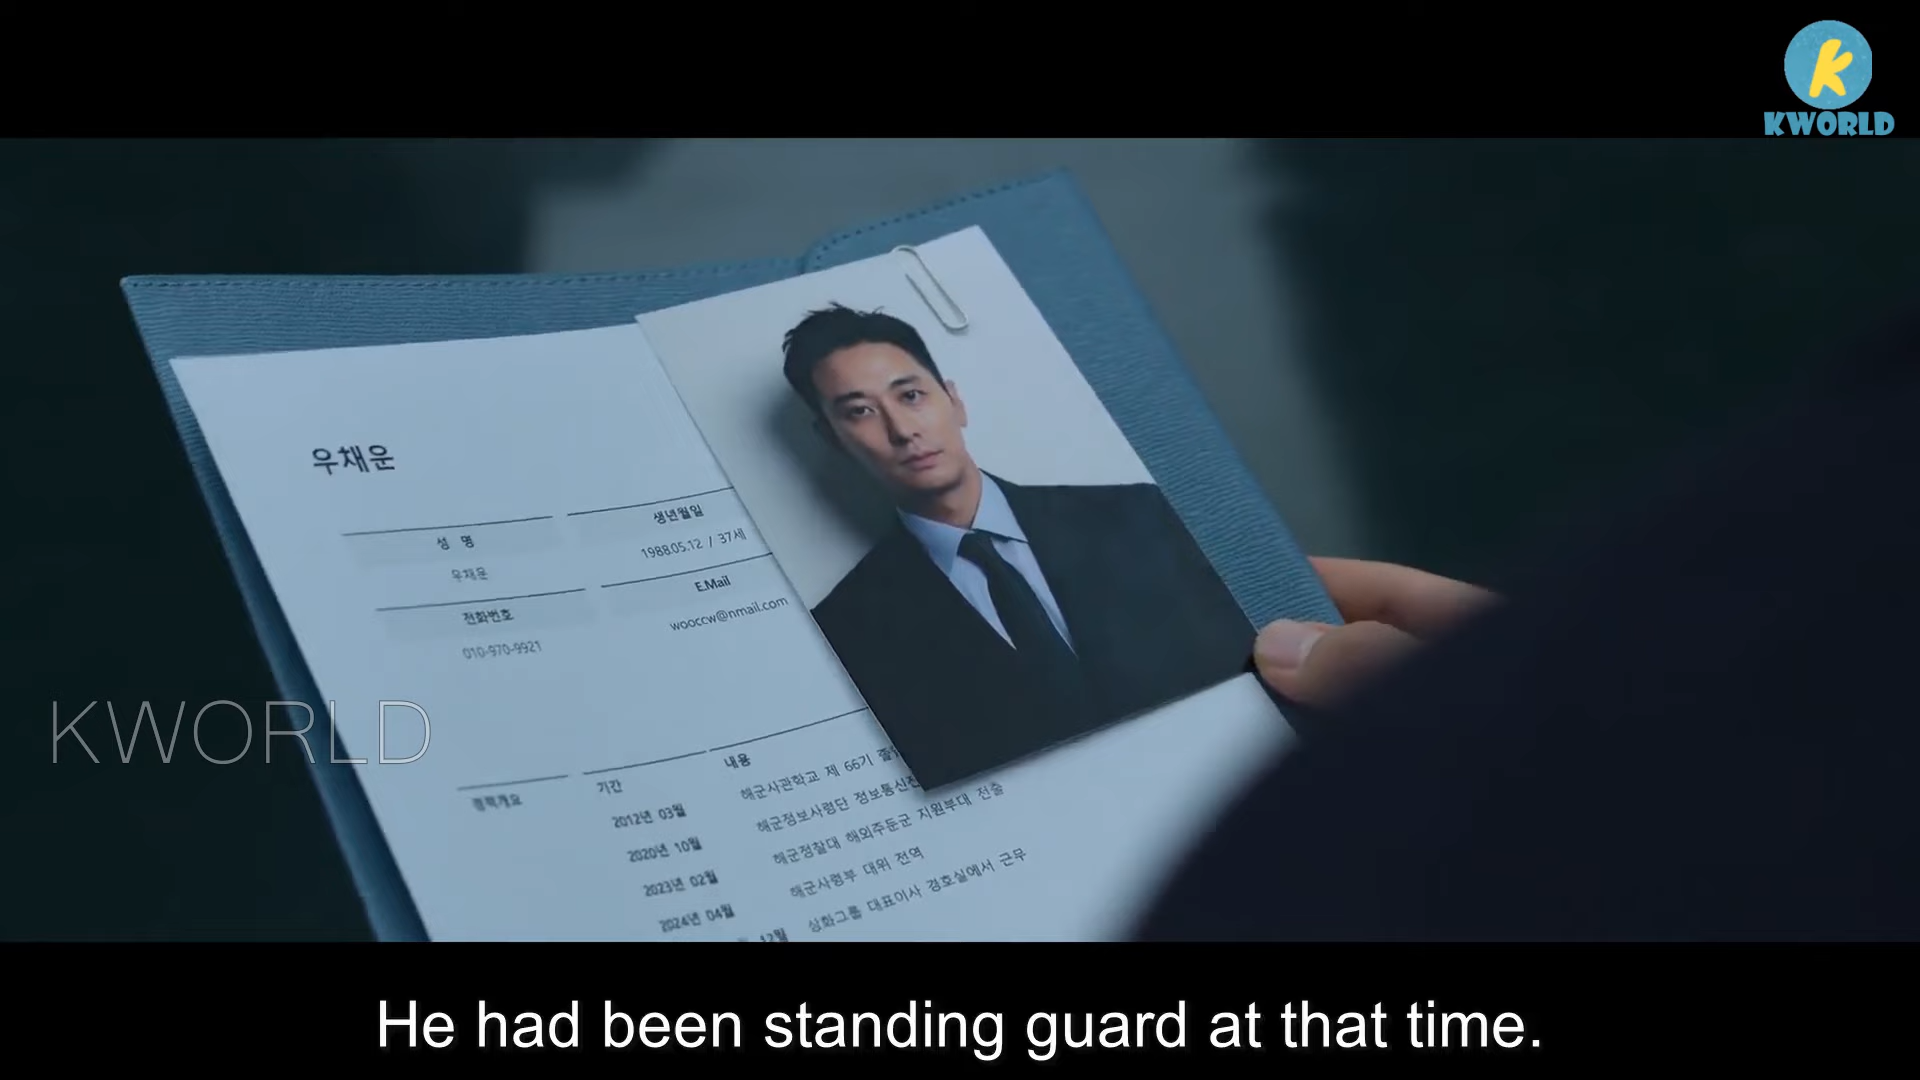 K
KWORLD
우채운
성 명
생년월일
우채운
1988.05.12 / 37세
전화번호
E.Mail
010-970-9921
wooccw@nmail.com
KWORLD
경력개요
기간
내용
2012년 03월
해군사관학교 제 66기
2020년 10월
해군정보사령단
2023년 02월
해군정찰대 해외주둔군 지원부대 전술
2024년 04월
해군사령부 대위 전역
12월
상화그룹 대표이사 경호실에서 근무
He had been standing guard at that time.